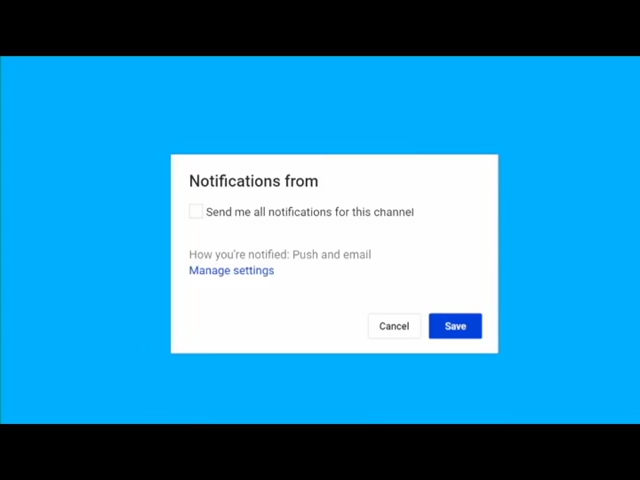 Notifications from
Send me all notifications for this channel
How you're notified: Push and email
Manage settings
Cancel
Save